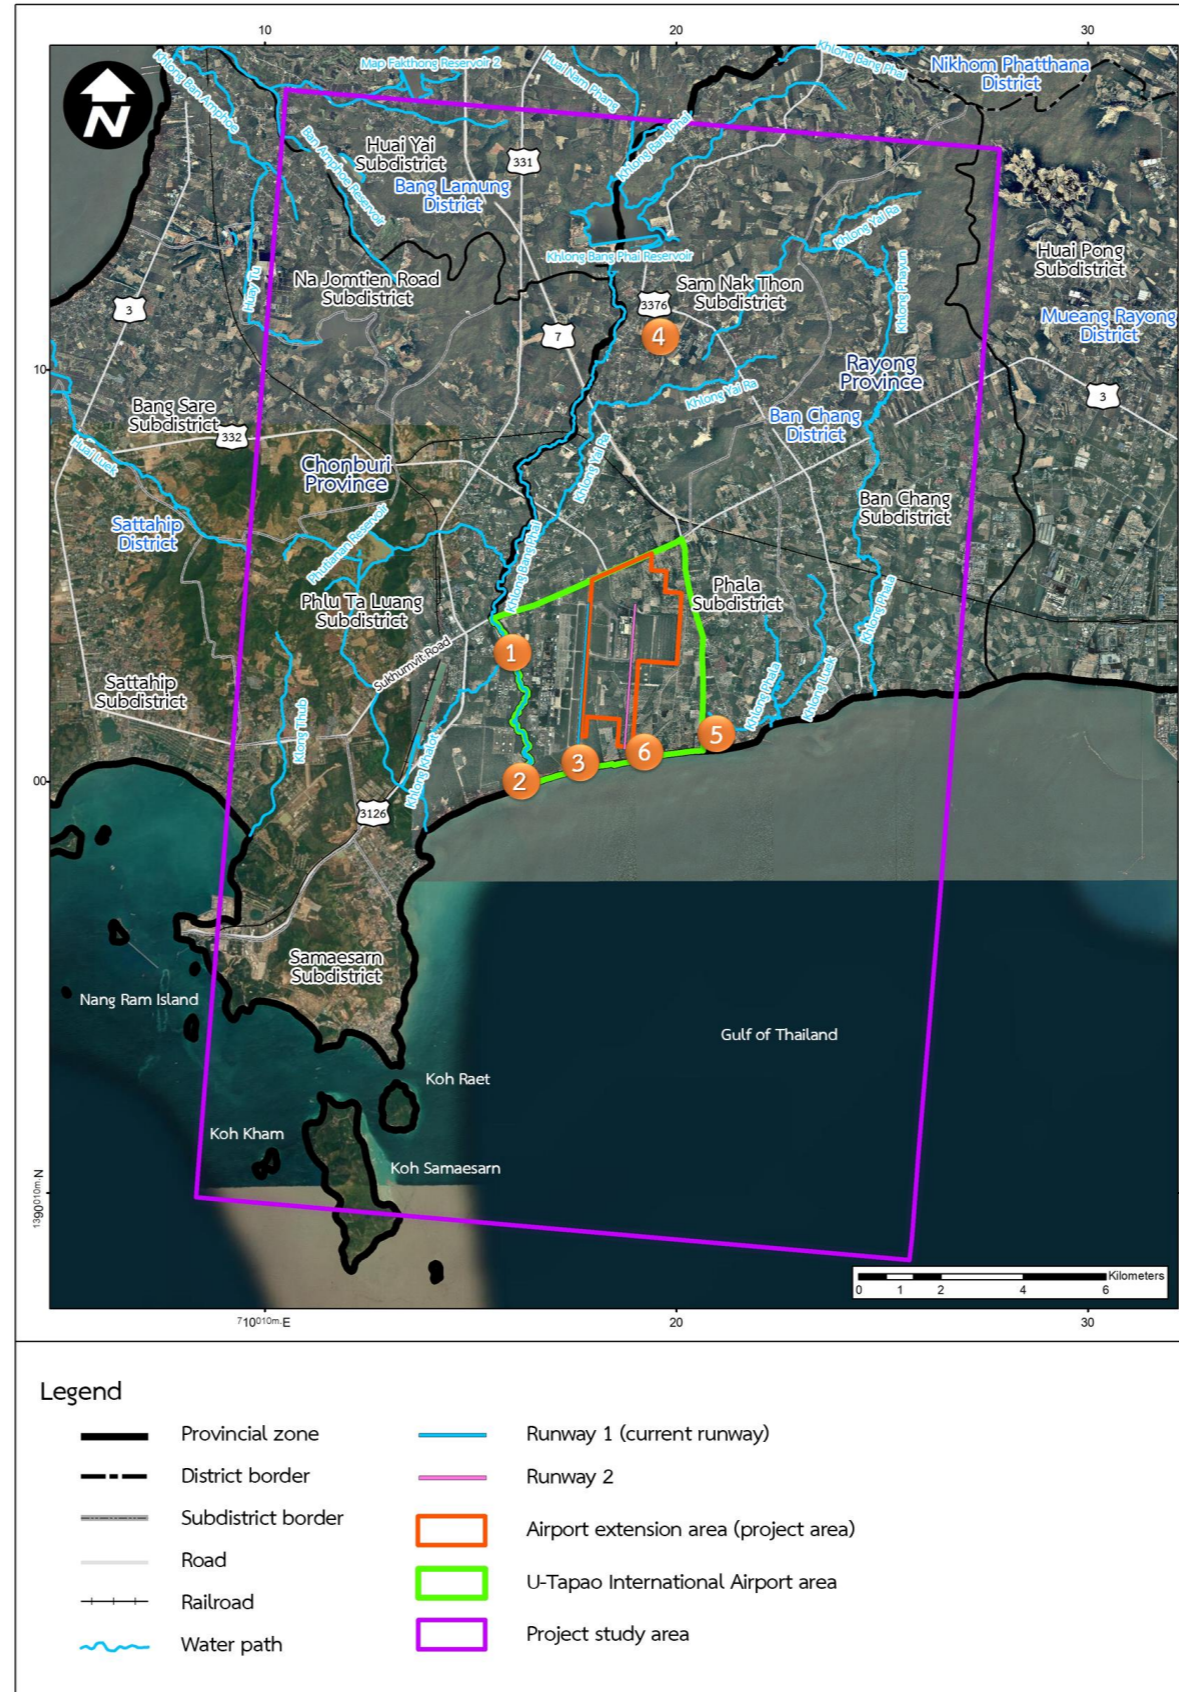 10
20
30
N
Khlong Ban Amphoe
Map Fakthong Reservoir 2
Huai Nam Phang
Khlong Bang Phai
Nikhom Phatthana
District
Huai Yai
Subdistrict
Ban Amphoe Reservoir
331
Khlong Bang Phai
Bang Lamung
District
Khlong Yai Ra
Khlong Bang Phai Reservoir
Huai Pong
Subdistrict
Na Jomtien Road
Subdistrict
Sam Nak Thon
Subdistrict
Khlong Phayun
3
3376
7
4
Mueang Rayong
District
10
Rayong
Province
Khlong Yai Ra
3
Bang Sare
Subdistrict
332
Ban Chang
District
Huai Luek
Chonburi
Province
Khlong Yai Ra
Ban Chang
Subdistrict
Sattahip
District
Khlong Bang Phai
Phala
Subdistrict
Phlu Ta Luang
Subdistrict
Khlong Phala
Sukhumvit Road
1
Sattahip
Subdistrict
Klong Thub
Khlong Khalot
Khlong Phala
Khlong Luek
5
6
3
2
00
3126
Samaesarn
Subdistrict
Nang Ram Island
Gulf of Thailand
Koh Raet
Koh Kham
Koh Samaesarn
1390010m. N
Kilometers
0 1 2 4 6
710010m. E
20
30
Legend
Provincial zone
District border
Subdistrict border
Road
Railroad
Water path
Runway 1 (current runway)
Runway 2
Airport extension area (project area)
U-Tapao International Airport area
Project study area